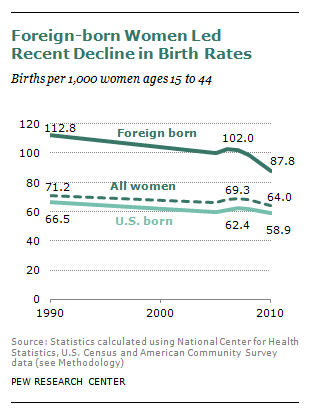 Foreign-born Women Led
Recent Decline in Birth Rates
Births per 1,000 women ages 15 to 44
120
112.8
Foreign born
102.0
100
87.8
80
71.2
All women
69.3
64.0
60
66.5
U.S. born
62.4
58.9
40
20
0
1990
2000
2010
Source: Statistics calculated using National Center for Health
Statistics, U.S. Census and American Community Survey
data (see Methodology)
PEW RESEARCH CENTER